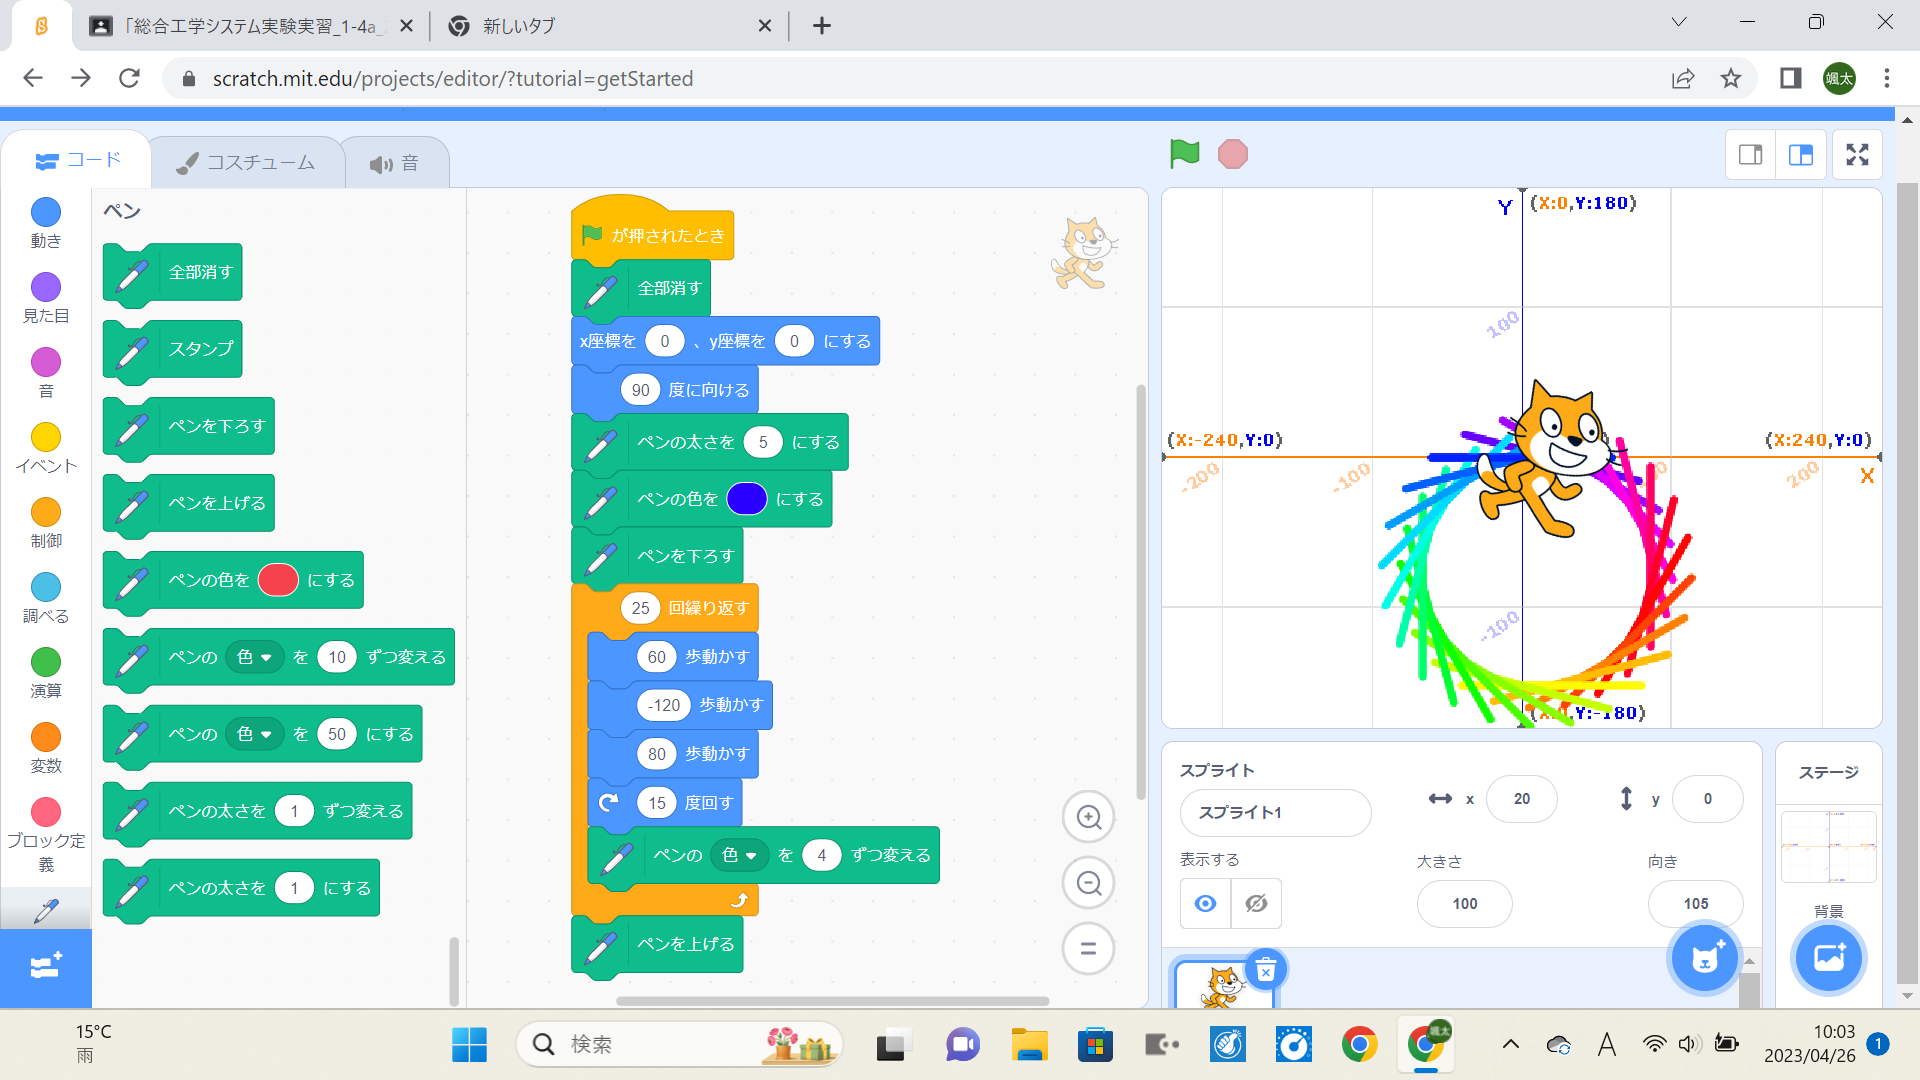 「総合工学システム実験実習_1-4a_
新しいタブ
scratch.mit.edu/projects/editor/?tutorial=getStarted
颯太
コード
コスチューム
音
動き
見た目
音
イベント
制御
調べる
演算
変数
ブロック定義
ペン
全部消す
スタンプ
ペンを下ろす
ペンを上げる
ペンの色を にする
ペンの 色 を 10 ずつ変える
ペンの 色 を 50 にする
ペンの太さを 1 ずつ変える
ペンの太さを 1 にする
が押されたとき
全部消す
x座標を 0 、y座標を 0 にする
90 度に向ける
ペンの太さを 5 にする
ペンの色を にする
ペンを下ろす
25 回繰り返す
60 歩動かす
-120 歩動かす
80 歩動かす
15 度回す
ペンの 色 を 4 ずつ変える
ペンを上げる
Y (X:0,Y:180)
100
(X:-240,Y:0)
(X:240,Y:0)
-200
-100
200
X
-100
(X:0,Y:-180)
スプライト
スプライト1
x 20
y 0
表示する
大きさ
100
向き
105
ステージ
背景
15°C
雨
検索
颯太
A
10:03
2023/04/26
1